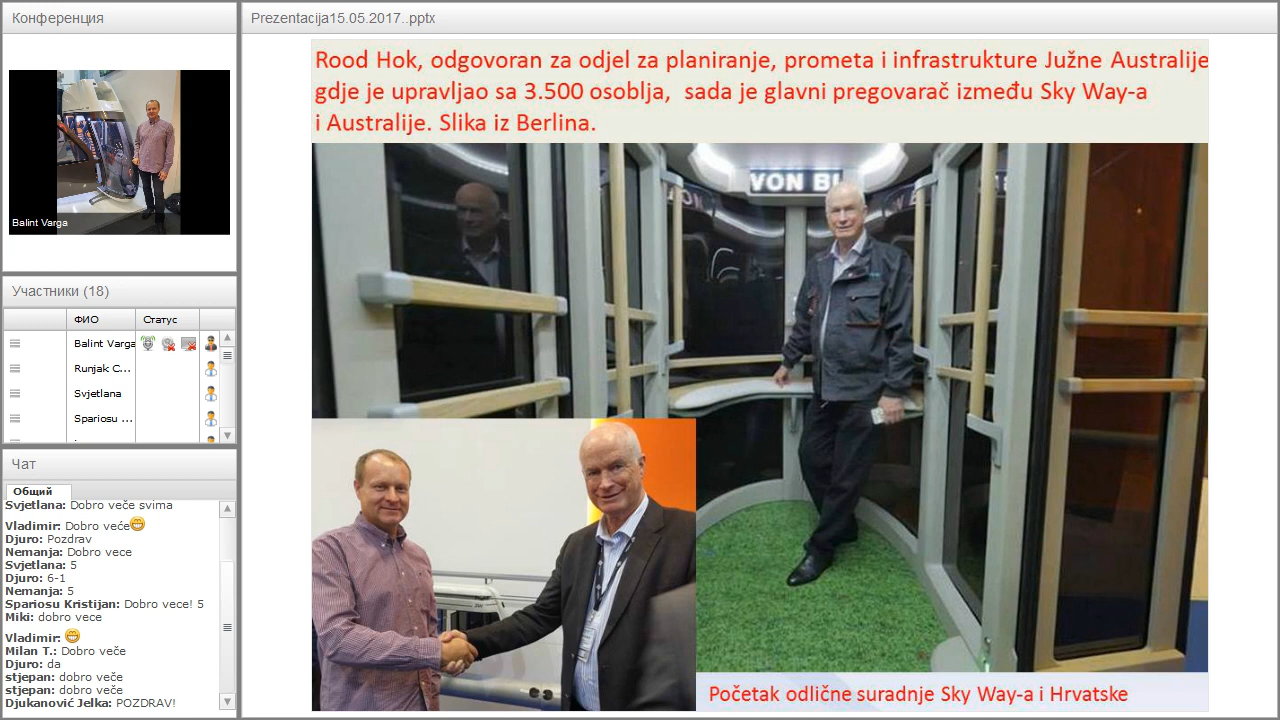 Конференция
Balint Varga
Участники (18)
ФИО Статус
Balint Varga
Runjak C...
Svjetlana
Spariosu ...
Чат
Общий
Svjetlana: Dobro veče svima
Vladimir: Dobro veće
Djuro: Pozdrav
Nemanja: Dobro vece
Svjetlana: 5
Djuro: 6-1
Nemanja: 5
Spariosu Kristijan: Dobro vece! 5
Miki: dobro vece
Vladimir:
Milan T.: Dobro veče
Djuro: da
stjepan: dobro veče
stjepan: dobro veče
Djukanović Jelka: POZDRAV!
Prezentacija15.05.2017..pptx
Rood Hok, odgovoran za odjel za planiranje, prometa i infrastrukture Južne Australije
gdje je upravljao sa 3.500 osoblja, sada je glavni pregovarač između Sky Way-a
i Australije. Slika iz Berlina.
VON BI
Početak odlične suradnje Sky Way-a i Hrvatske